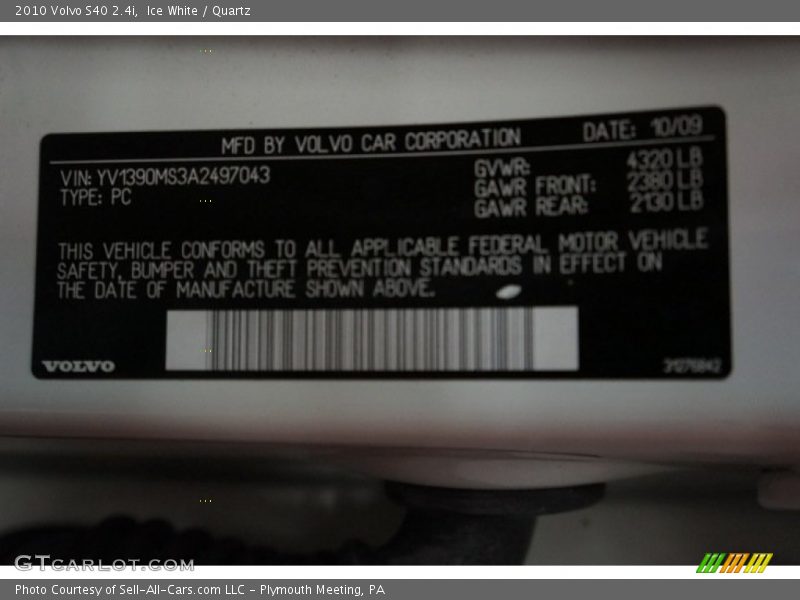 2010 Volvo S40 2.4i,  Ice White / Quartz
MFD BY VOLVO CAR CORPORATION DATE: 10/09
VIN: YV1390MS3A2497043
TYPE: PC
GVWR: 4320 LB
GAWR FRONT: 2380 LB
GAWR REAR: 2130 LB
THIS VEHICLE CONFORMS TO ALL APPLICABLE FEDERAL MOTOR VEHICLE
SAFETY, BUMPER AND THEFT PREVENTION STANDARDS IN EFFECT ON
THE DATE OF MANUFACTURE SHOWN ABOVE.
VOLVO
GTcarlot.com
Photo Courtesy of Sell-All-Cars.com LLC - Plymouth Meeting, PA